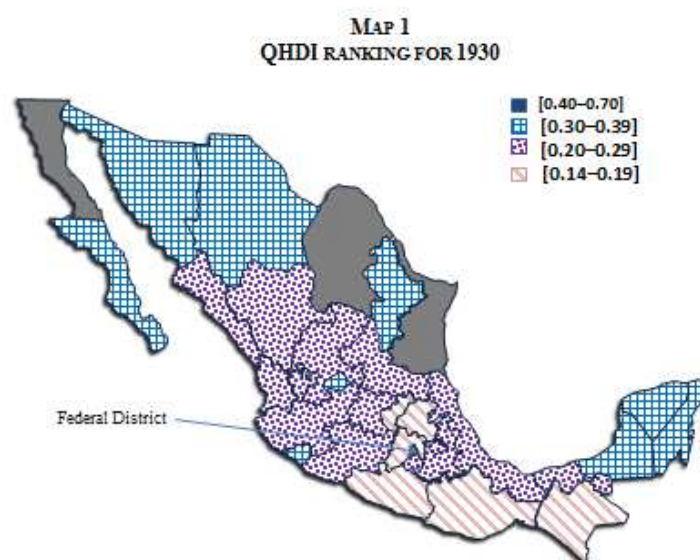 MAP 1
QHDI RANKING FOR 1930
[0.40–0.70]
[0.30–0.39]
[0.20–0.29]
[0.14–0.19]
Federal District